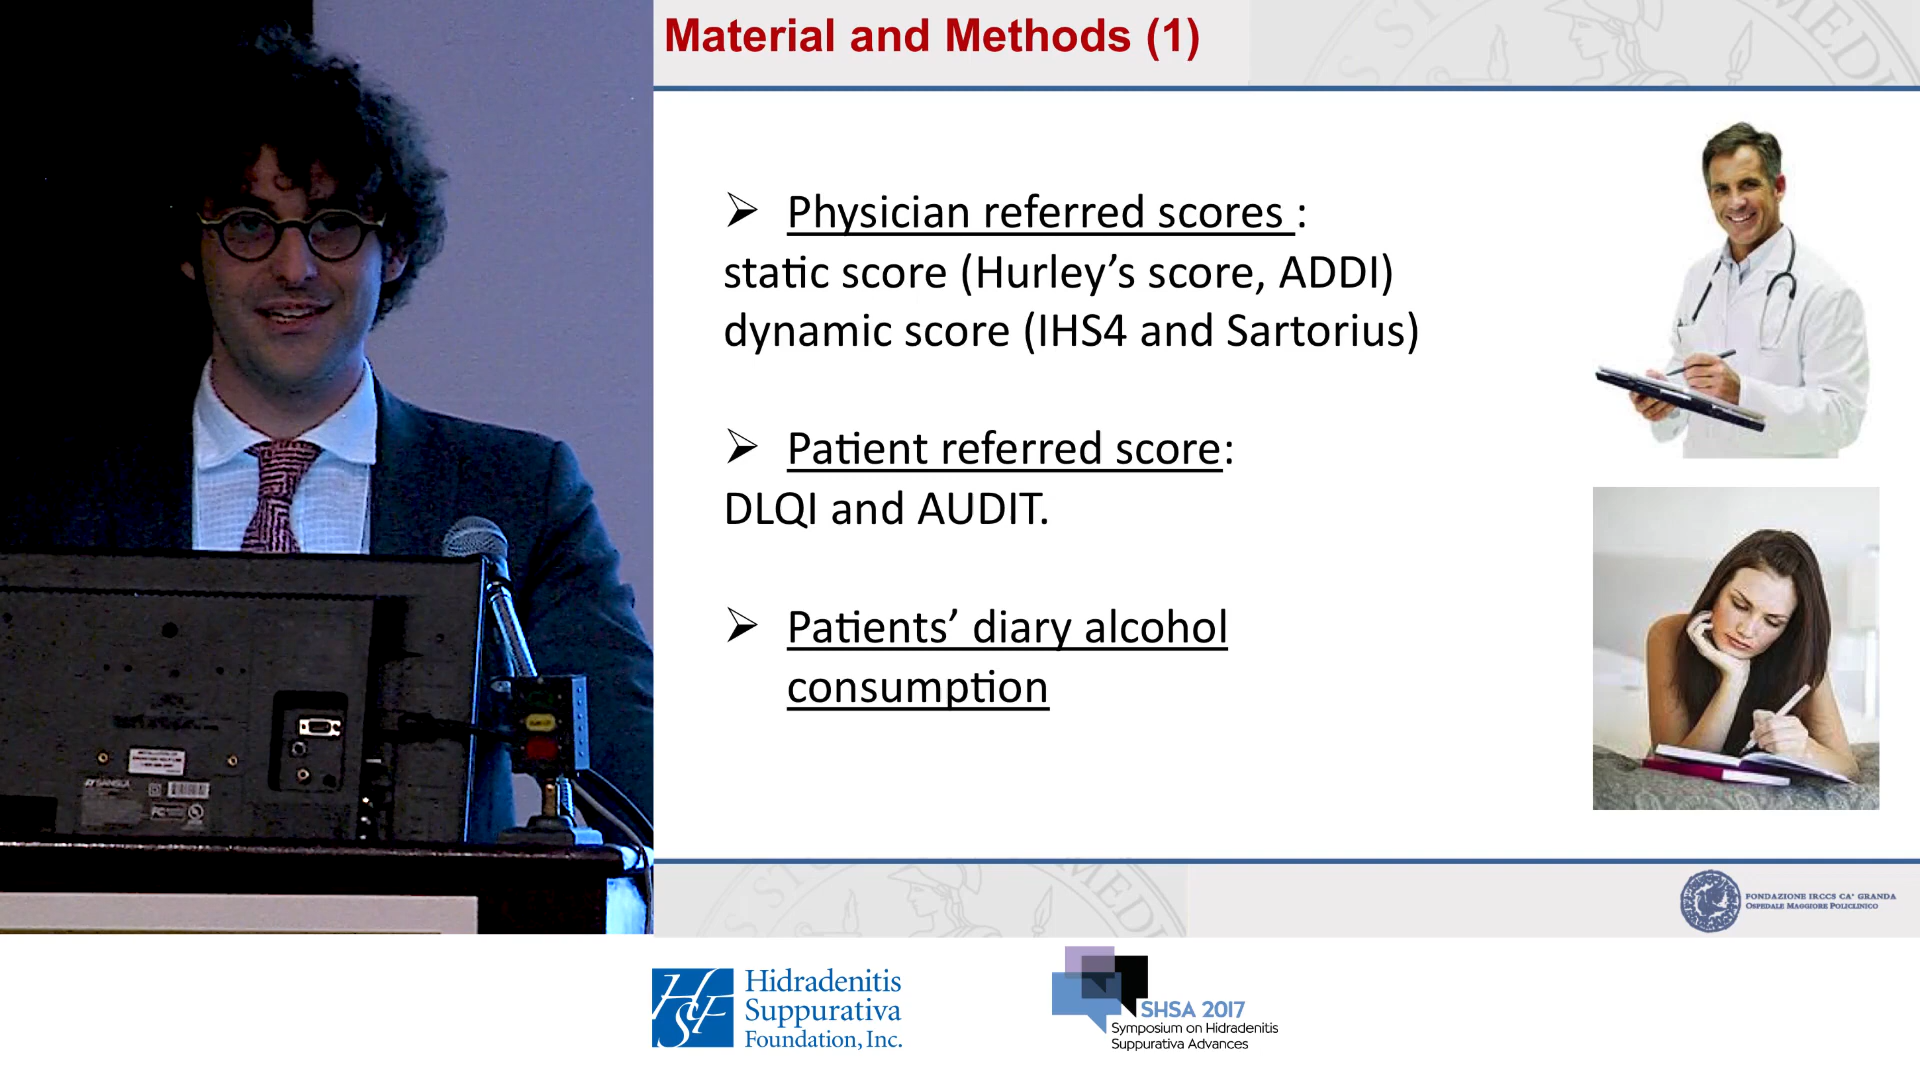 Material and Methods (1)
➢ Physician referred scores :
static score (Hurley’s score, ADDI)
dynamic score (IHS4 and Sartorius)
➢ Patient referred score:
DLQI and AUDIT.
➢ Patients’ diary alcohol
consumption
FONDAZIONE IRCCS CA' GRANDA
OSPEDALE MAGGIORE POLICLINICO
HSF
Hidradenitis
Suppurativa
Foundation, Inc.
SHSA 2017
Symposium on Hidradenitis
Suppurativa Advances